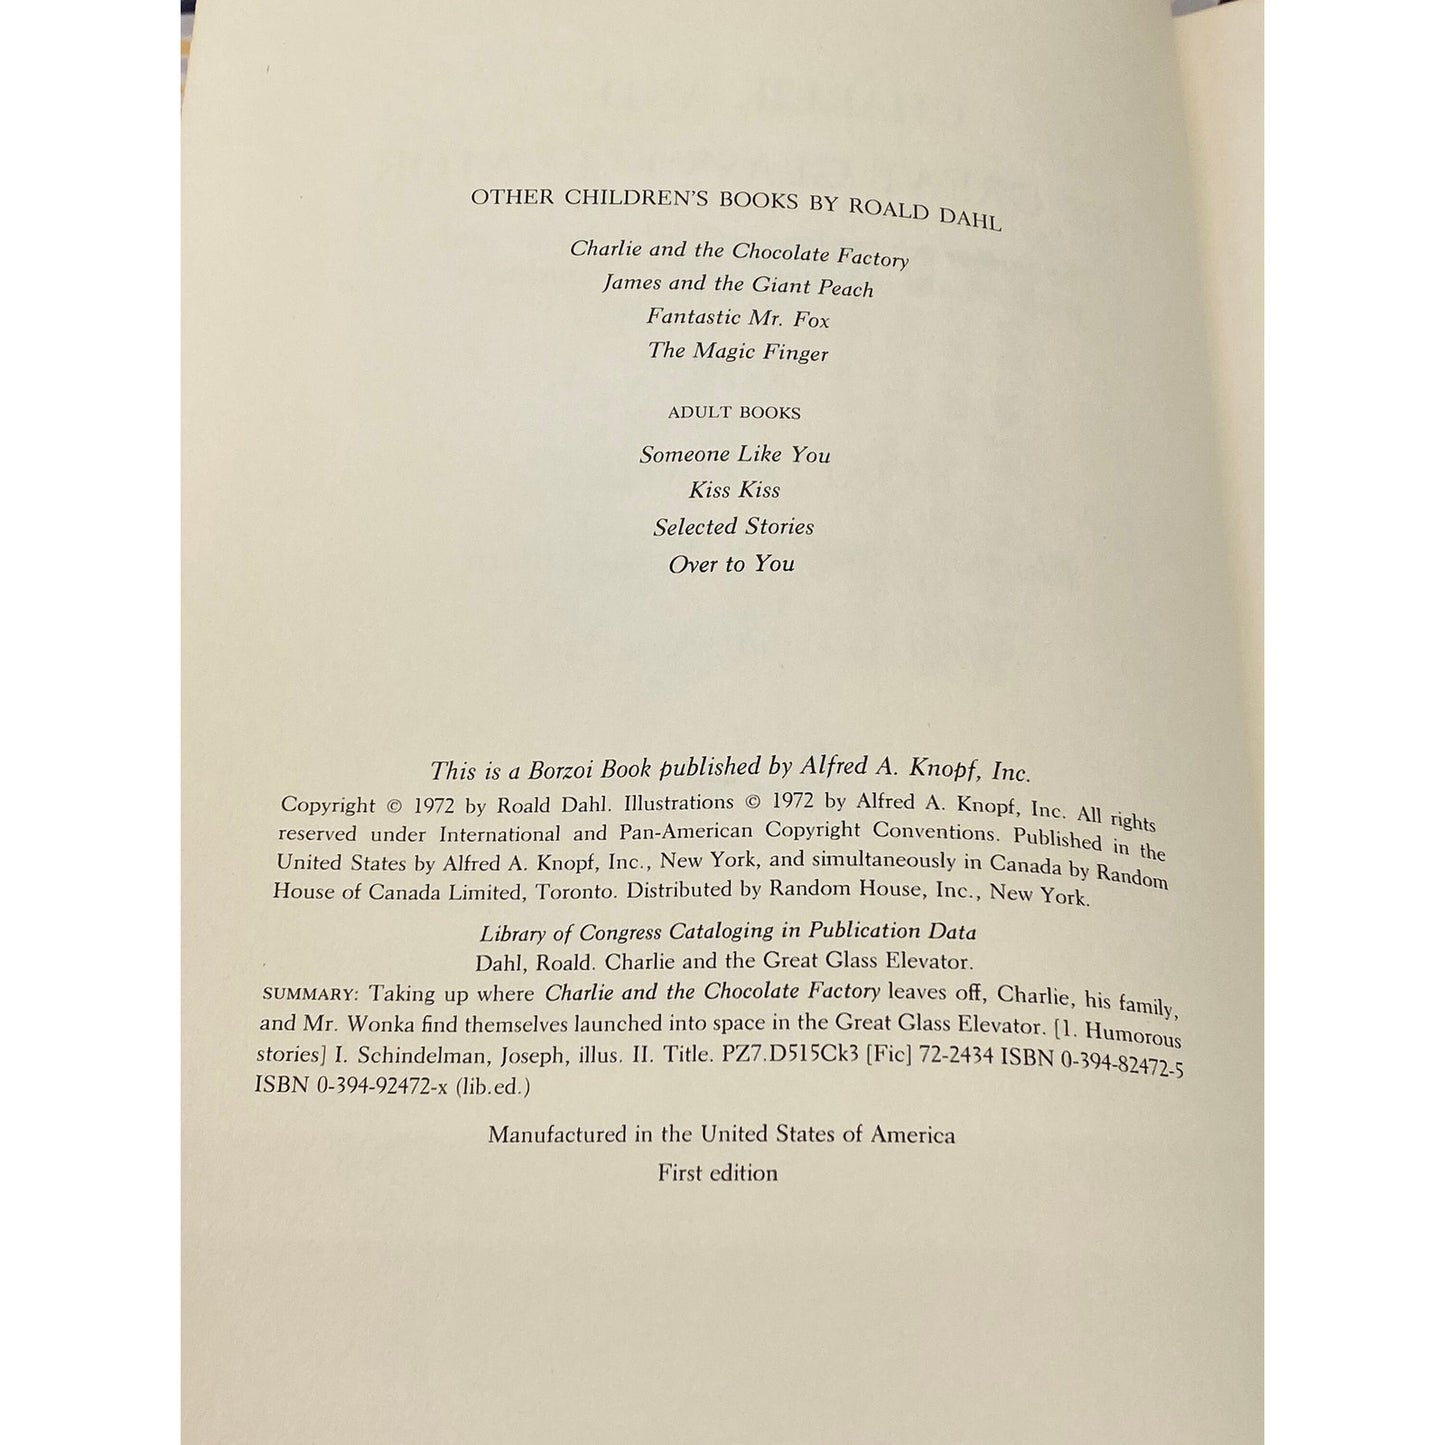 OTHER CHILDREN'S BOOKS BY ROALD DAHL
Charlie and the Chocolate Factory
James and the Giant Peach
Fantastic Mr. Fox
The Magic Finger
ADULT BOOKS
Someone Like You
Kiss Kiss
Selected Stories
Over to You
This is a Borzoi Book published by Alfred A. Knopf, Inc.
Copyright © 1972 by Roald Dahl. Illustrations © 1972 by Alfred A. Knopf, Inc. All rights
reserved under International and Pan-American Copyright Conventions. Published in the
United States by Alfred A. Knopf, Inc., New York, and simultaneously in Canada by Random
House of Canada Limited, Toronto. Distributed by Random House, Inc., New York.
Library of Congress Cataloging in Publication Data
Dahl, Roald. Charlie and the Great Glass Elevator.
SUMMARY: Taking up where Charlie and the Chocolate Factory leaves off, Charlie, his family,
and Mr. Wonka find themselves launched into space in the Great Glass Elevator. [1. Humorous
stories] I. Schindelman, Joseph, illus. II. Title. PZ7.D515Ck3 [Fic] 72-2434 ISBN 0-394-82472-5
ISBN 0-394-92472-x (lib.ed.)
Manufactured in the United States of America
First edition